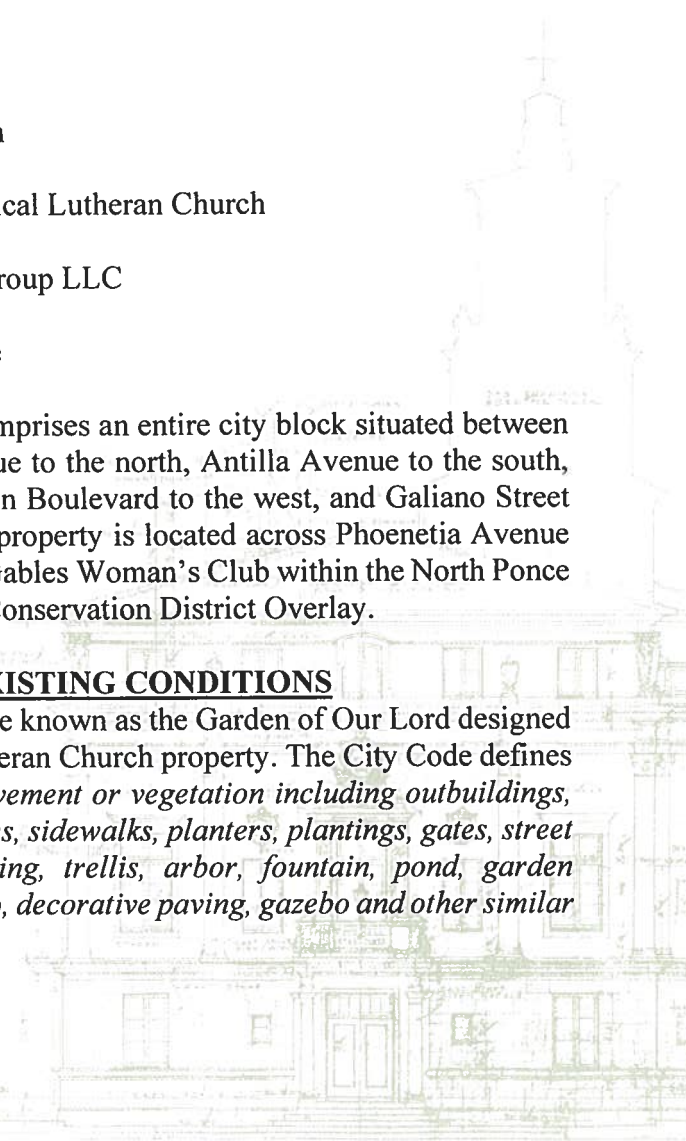 ical Lutheran Church
roup LLC
:
mprises an entire city block situated between
ue to the north, Antilla Avenue to the south,
n Boulevard to the west, and Galiano Street
property is located across Phoenetia Avenue
ables Woman's Club within the North Ponce
Conservation District Overlay.
XISTING CONDITIONS
e known as the Garden of Our Lord designed
eran Church property. The City Code defines
vement or vegetation including outbuildings,
s, sidewalks, planters, plantings, gates, street
ing, trellis, arbor, fountain, pond, garden
, decorative paving, gazebo and other similar